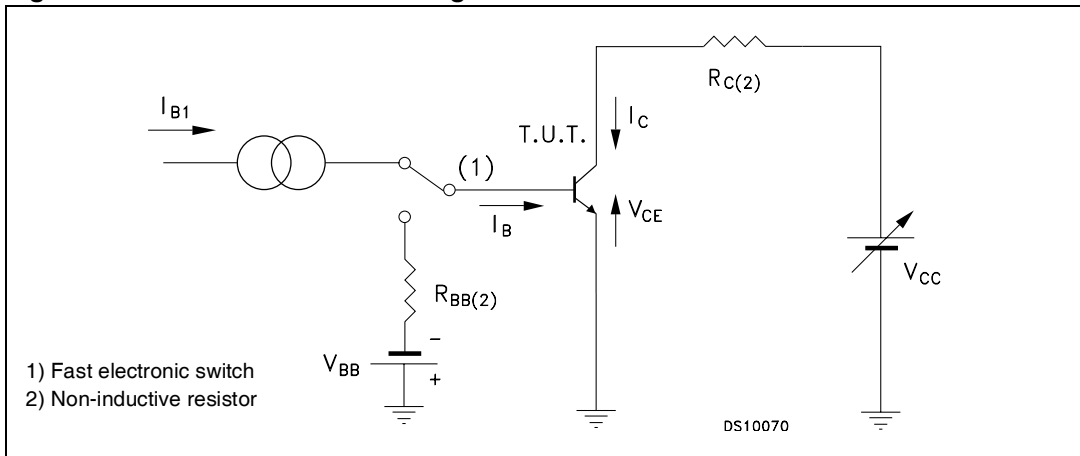 I_B1
(1)
I_B
T.U.T.
I_C
V_CE
R_C(2)
V_CC
R_BB(2)
V_BB
−
+
1) Fast electronic switch
2) Non-inductive resistor
DS10070